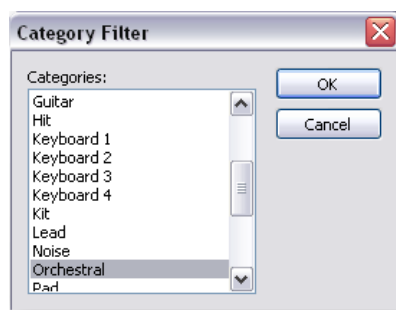 Category Filter
Categories:
Guitar
Hit
Keyboard 1
Keyboard 2
Keyboard 3
Keyboard 4
Kit
Lead
Noise
Orchestral
Pad
OK
Cancel